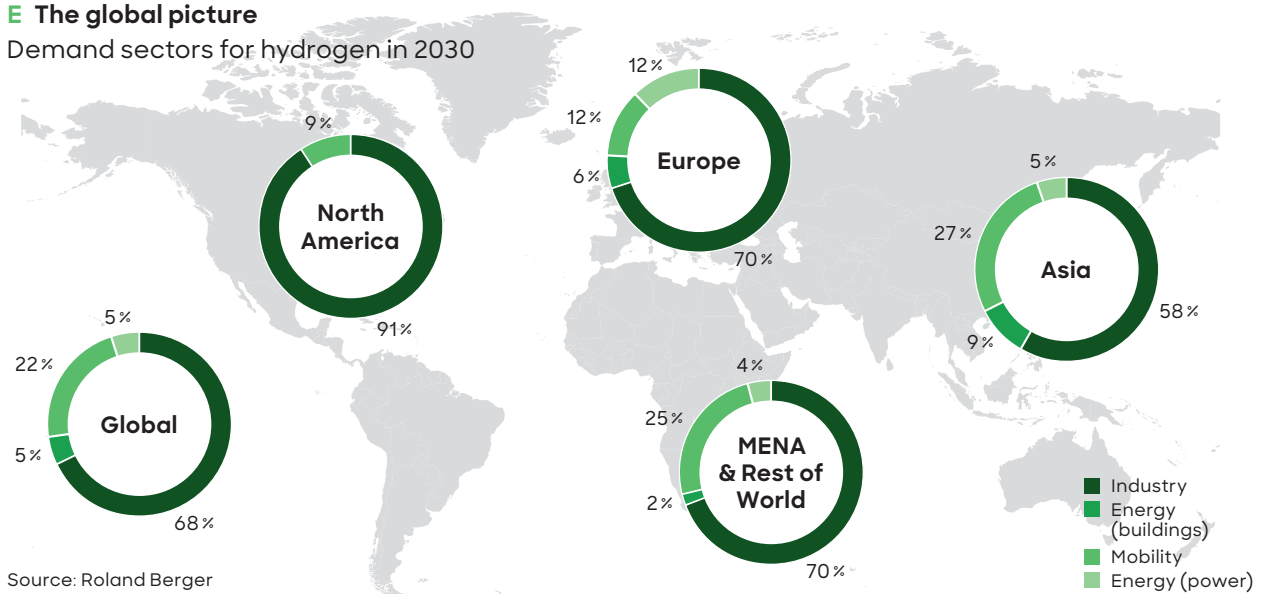 E The global picture
Demand sectors for hydrogen in 2030
9%
North
America
91%
12%
12%
6%
Europe
70%
5%
27%
Asia
9%
58%
5%
22%
Global
5%
68%
4%
25%
MENA
& Rest of
World
2%
70%
Industry
Energy
(buildings)
Mobility
Energy (power)
Source: Roland Berger